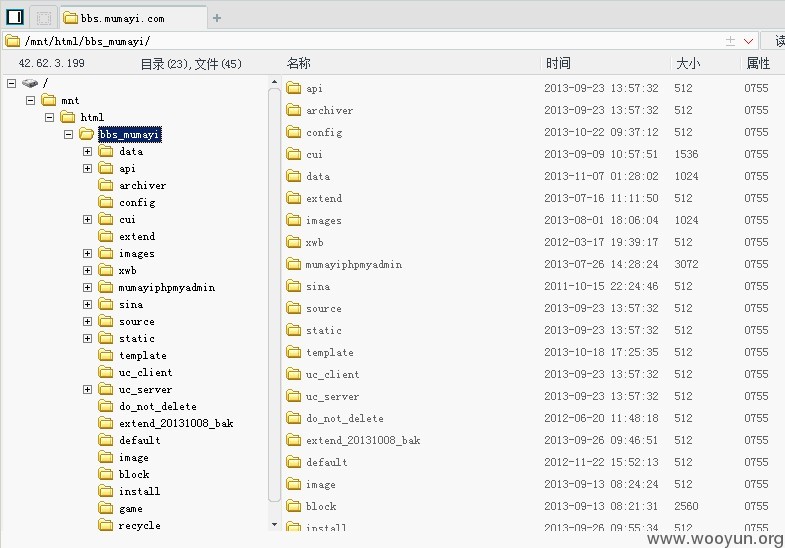 bbs.mumayi.com
/mnt/html/bbs_mumayi/
42.62.3.199 目录(23),文件(45) 名称 时间 大小 属性
/
mnt
html
bbs_mumayi
data
api
archiver
config
cui
extend
images
xwb
mumayiphpmyadmin
sina
source
static
template
uc_client
uc_server
do_not_delete
extend_20131008_bak
default
image
block
install
game
recycle
api 2013-09-23 13:57:32 512 0755
archiver 2013-09-23 13:57:32 512 0755
config 2013-10-22 09:37:12 512 0755
cui 2013-09-09 10:57:51 1536 0755
data 2013-11-07 01:28:02 1024 0755
extend 2013-07-16 11:11:50 512 0755
images 2013-08-01 18:06:04 1024 0755
xwb 2012-03-17 19:39:17 512 0755
mumayiphpmyadmin 2013-07-26 14:28:24 3072 0755
sina 2011-10-15 22:24:46 512 0755
source 2013-09-23 13:57:32 512 0755
static 2013-09-23 13:57:32 512 0755
template 2013-10-18 17:25:35 512 0755
uc_client 2013-09-23 13:57:32 512 0755
uc_server 2013-09-23 13:57:32 512 0755
do_not_delete 2012-06-20 11:48:18 512 0755
extend_20131008_bak 2013-09-26 09:46:51 512 0755
default 2012-11-22 15:52:13 512 0755
image 2013-09-13 08:24:24 512 0755
block 2013-09-13 08:21:31 2560 0755
install 2013-09-26 09:55:34 512 0755
www.wooyun.org